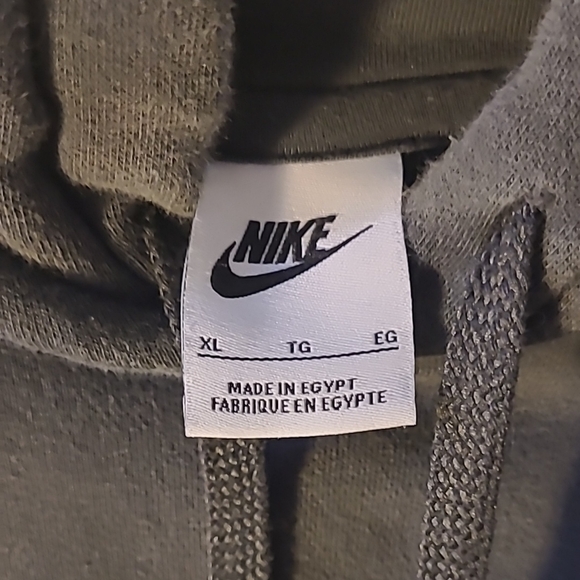 NIKE
XL TG EG
MADE IN EGYPT
FABRIQUE EN EGYPTE